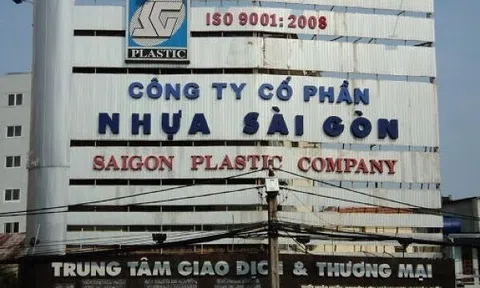 SG
PLASTIC
ISO 9001: 2008
CÔNG TY CỔ PHẦN
NHỰA SÀI GÒN
SAIGON PLASTIC COMPANY
TRUNG TÂM GIAO DỊCH & THƯƠNG MẠI